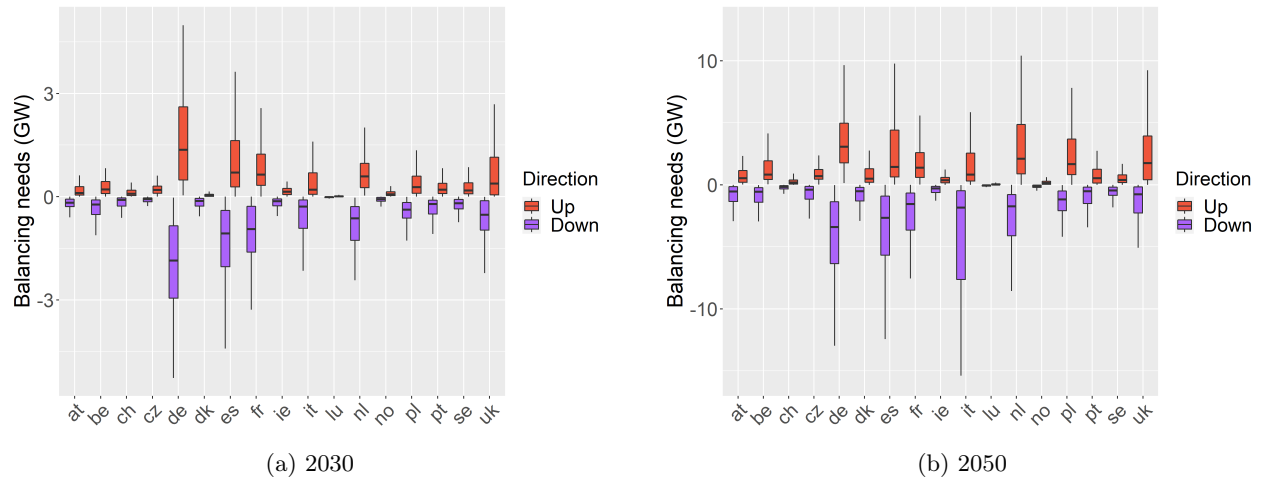 Balancing needs (GW)
3
0
-3
at be ch cz de dk es fr ie it lu nl no pl pt se uk
Direction
Up
Down
(a) 2030
Balancing needs (GW)
10
0
-10
at be ch cz de dk es fr ie it lu nl no pl pt se uk
Direction
Up
Down
(b) 2050